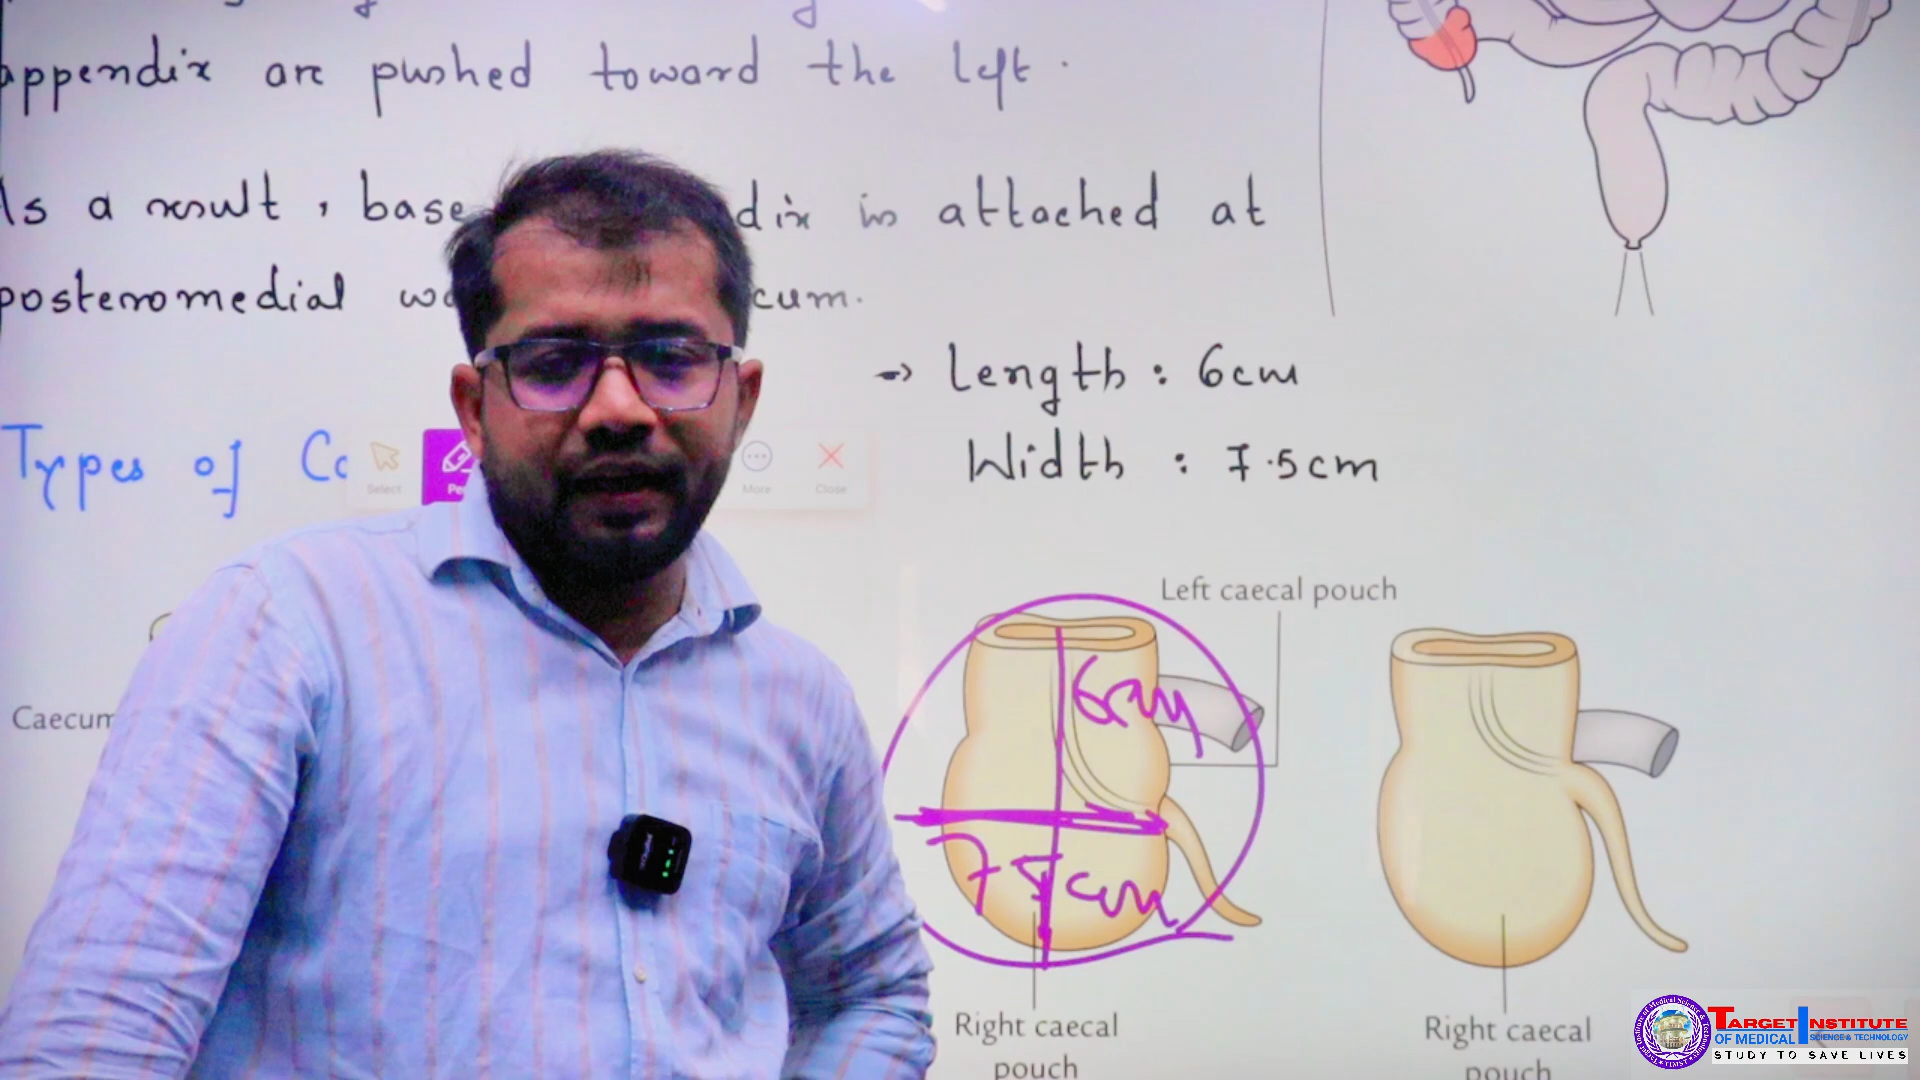 appendix are pushed toward the left.
As a result, base dix is attached at
posteromedial wa cum.
→ Length : 6cm
Width : 7.5cm
Types of Ca
Select
Pe
More
Close
Left caecal pouch
6cm
7.5cm
Caecum
Right caecal
pouch
Right caecal
pouch
TARGET INSTITUTE
OF MEDICAL SCIENCE & TECHNOLOGY
STUDY TO SAVE LIVES